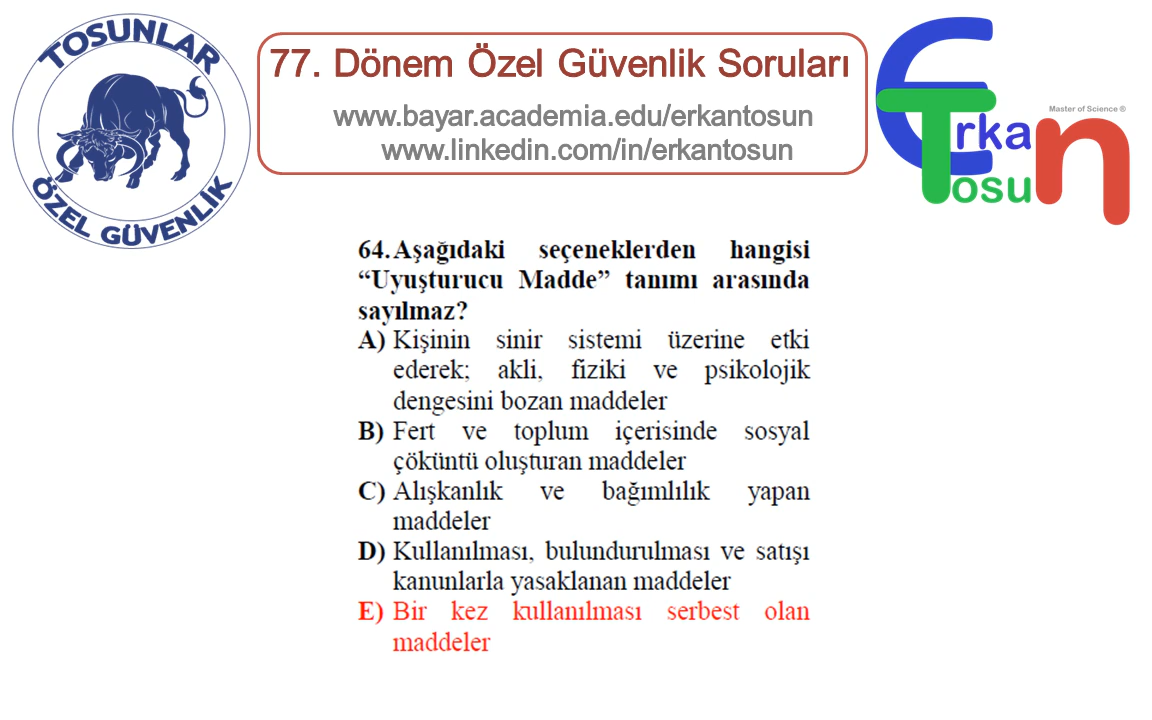 TOSUNLAR
ÖZEL GÜVENLİK
77. Dönem Özel Güvenlik Soruları
www.bayar.academia.edu/erkantosun
www.linkedin.com/in/erkantosun
Master of Science ®
Erkan
Tosun
64. Aşağıdaki seçeneklerden hangisi
“Uyuşturucu Madde” tanımı arasında
sayılmaz?
A) Kişinin sinir sistemi üzerine etki
ederek; akli, fiziki ve psikolojik
dengesini bozan maddeler
B) Fert ve toplum içerisinde sosyal
çöküntü oluşturan maddeler
C) Alışkanlık ve bağımlılık yapan
maddeler
D) Kullanılması, bulundurulması ve satışı
kanunlarla yasaklanan maddeler
E) Bir kez kullanılması serbest olan
maddeler